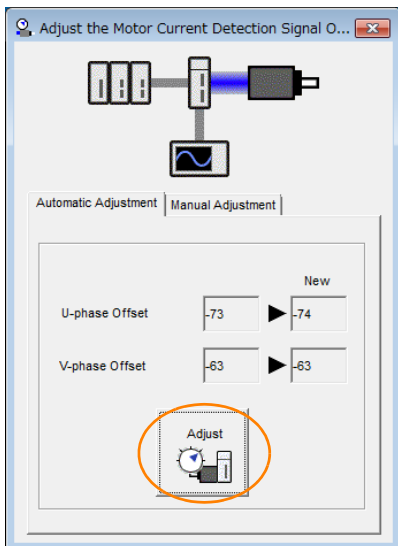 Adjust the Motor Current Detection Signal O...
Automatic Adjustment Manual Adjustment
New
U-phase Offset -73 -74
V-phase Offset -63 -63
Adjust